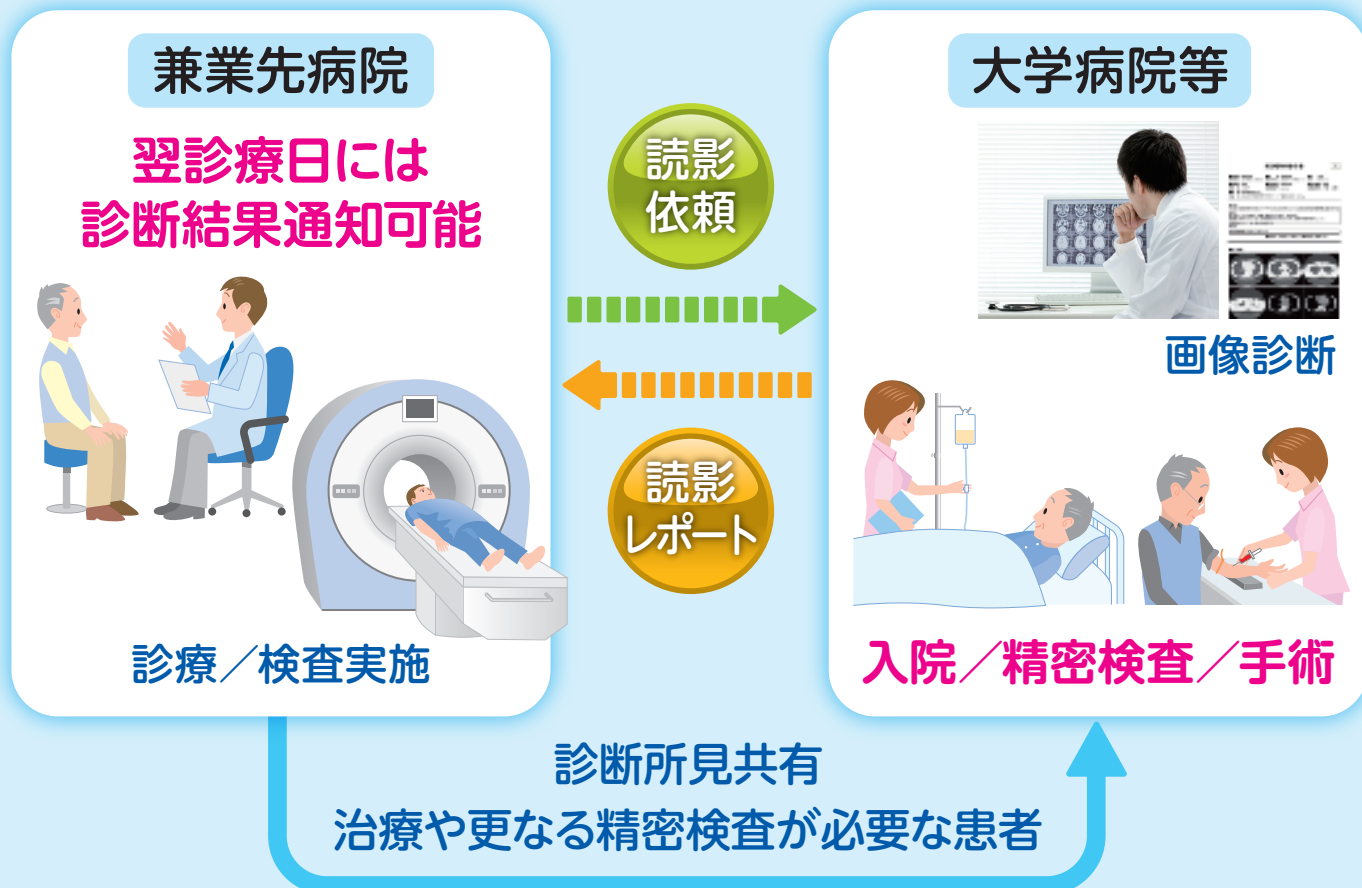 兼業先病院
翌診療日には
診断結果通知可能
診療／検査実施
読影
依頼
読影
レポート
大学病院等
画像診断
入院／精密検査／手術
診断所見共有
治療や更なる精密検査が必要な患者